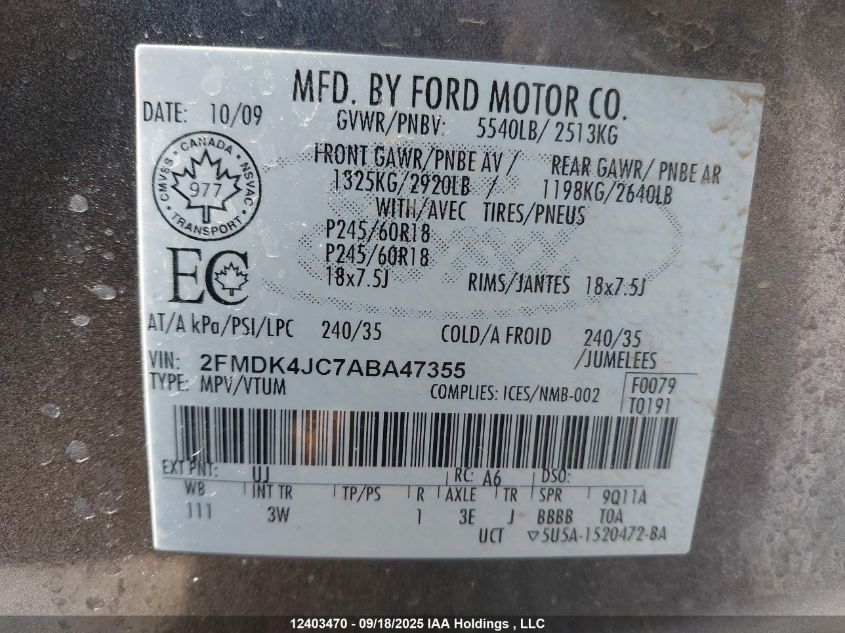 MFD. BY FORD MOTOR CO.
DATE: 10/09
GVWR/PNBV: 5540LB/ 2513KG
FRONT GAWR/PNBE AV / REAR GAWR/ PNBE AR
1325KG/2920LB / 1198KG/2640LB
WITH/AVEC TIRES/PNEUS
CMVSS · CANADA · NSVAC
977
TRANSPORT
P245/60R18
P245/60R18
18x7.5J RIMS/JANTES 18x7.5J
EC
AT/A kPa/PSI/LPC 240/35 COLD/A FROID 240/35
/JUMELEES
VIN: 2FMDK4JC7ABA47355
TYPE: MPV/VTUM COMPLIES: ICES/NMB-002
F0079
T0191
EXT PNT: UJ RC: A6 DSO:
WB INT TR TP/PS R AXLE TR SPR 9Q11A
111 3W 1 3E J BBBB T0A
UCT ▽5U5A-1520472-BA
12403470 - 09/18/2025 IAA Holdings , LLC